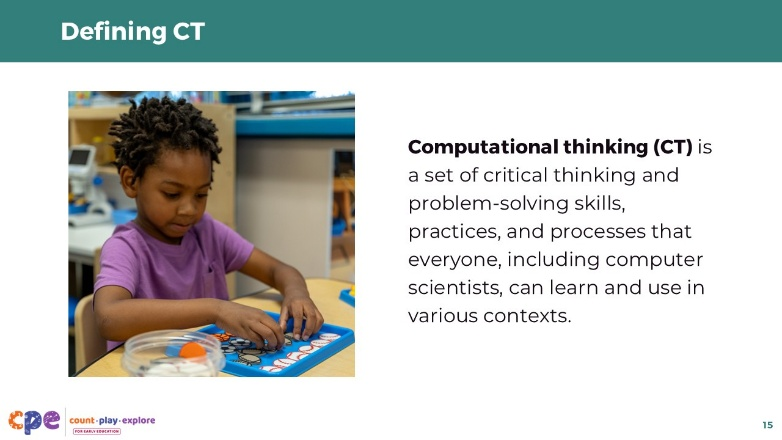 Defining CT
Computational thinking (CT) is
a set of critical thinking and
problem-solving skills,
practices, and processes that
everyone, including computer
scientists, can learn and use in
various contexts.
cpe
count·play·explore
FOR EARLY EDUCATION
15